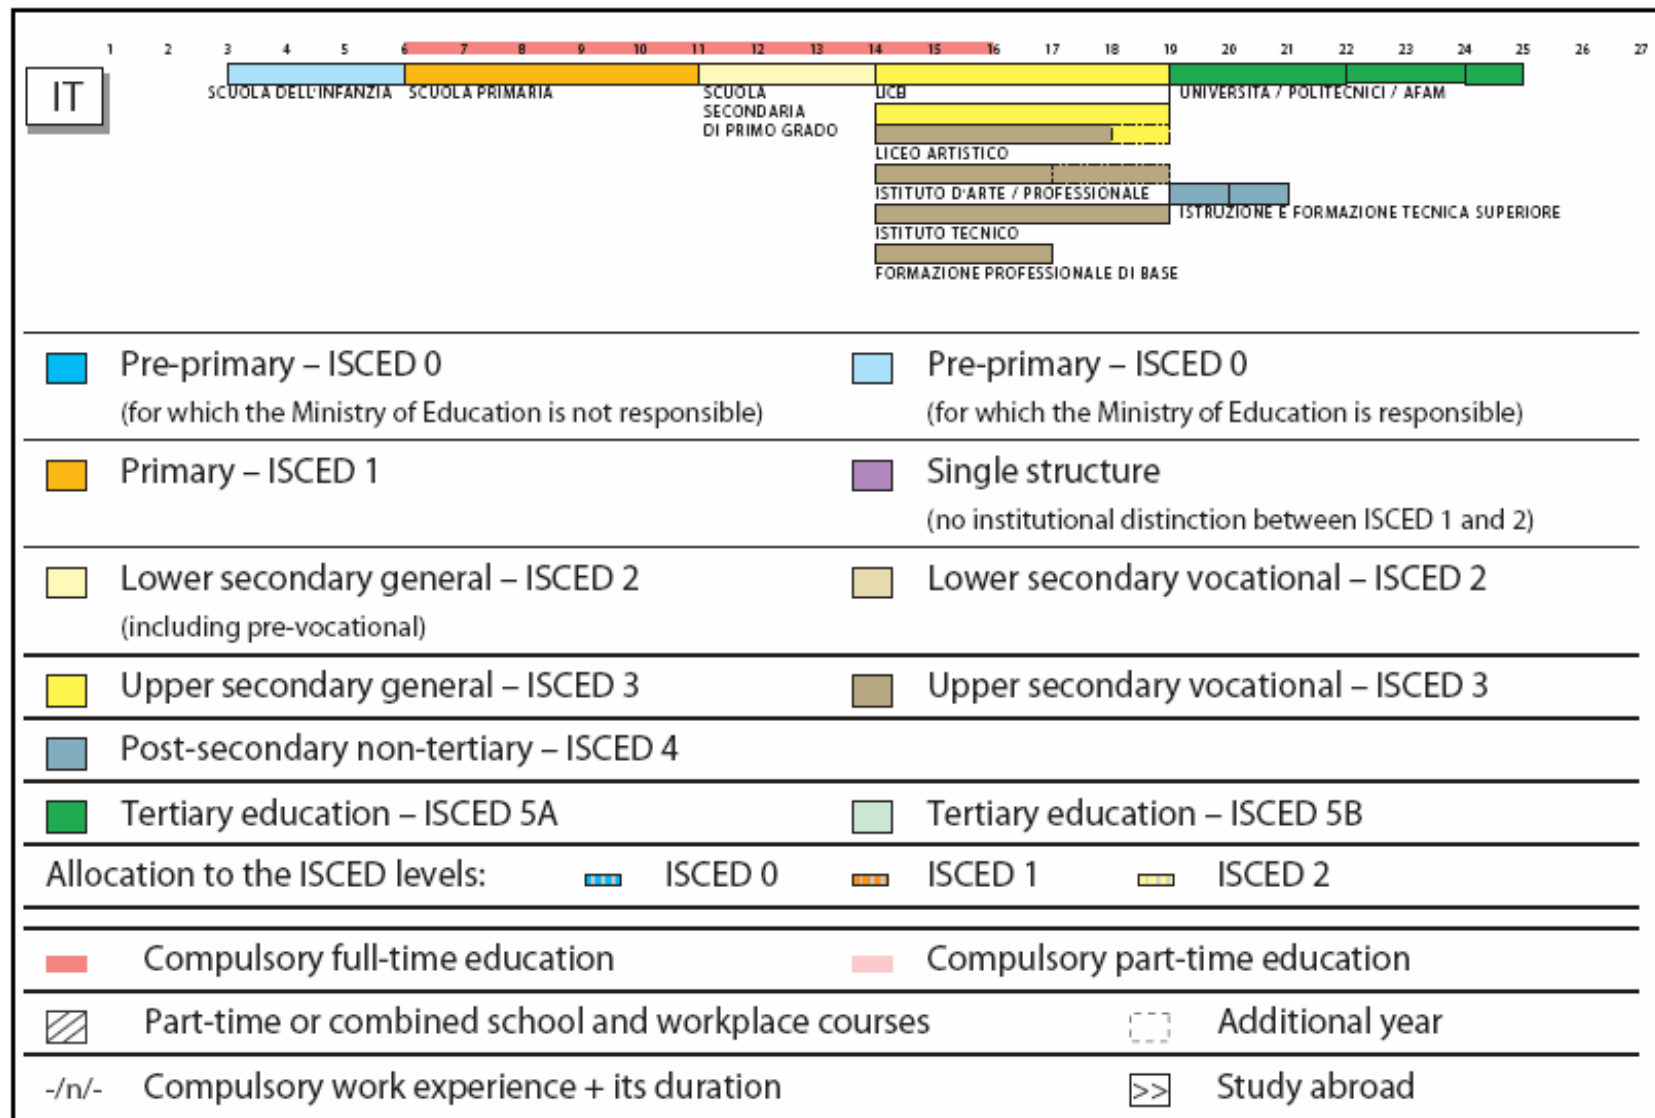 1 2 3 4 5 6 7 8 9 10 11 12 13 14 15 16 17 18 19 20 21 22 23 24 25 26 27
IT
SCUOLA DELL'INFANZIA SCUOLA PRIMARIA SCUOLA LICEI UNIVERSITÀ / POLITECNICI / AFAM
SECONDARIA
DI PRIMO GRADO
LICEO ARTISTICO
ISTITUTO D'ARTE / PROFESSIONALE
ISTRUZIONE E FORMAZIONE TECNICA SUPERIORE
ISTITUTO TECNICO
FORMAZIONE PROFESSIONALE DI BASE
Pre-primary – ISCED 0 Pre-primary – ISCED 0
(for which the Ministry of Education is not responsible) (for which the Ministry of Education is responsible)
Primary – ISCED 1 Single structure
(no institutional distinction between ISCED 1 and 2)
Lower secondary general – ISCED 2 Lower secondary vocational – ISCED 2
(including pre-vocational)
Upper secondary general – ISCED 3 Upper secondary vocational – ISCED 3
Post-secondary non-tertiary – ISCED 4
Tertiary education – ISCED 5A Tertiary education – ISCED 5B
Allocation to the ISCED levels: ISCED 0 ISCED 1 ISCED 2
Compulsory full-time education Compulsory part-time education
Part-time or combined school and workplace courses Additional year
-/n/- Compulsory work experience + its duration >> Study abroad